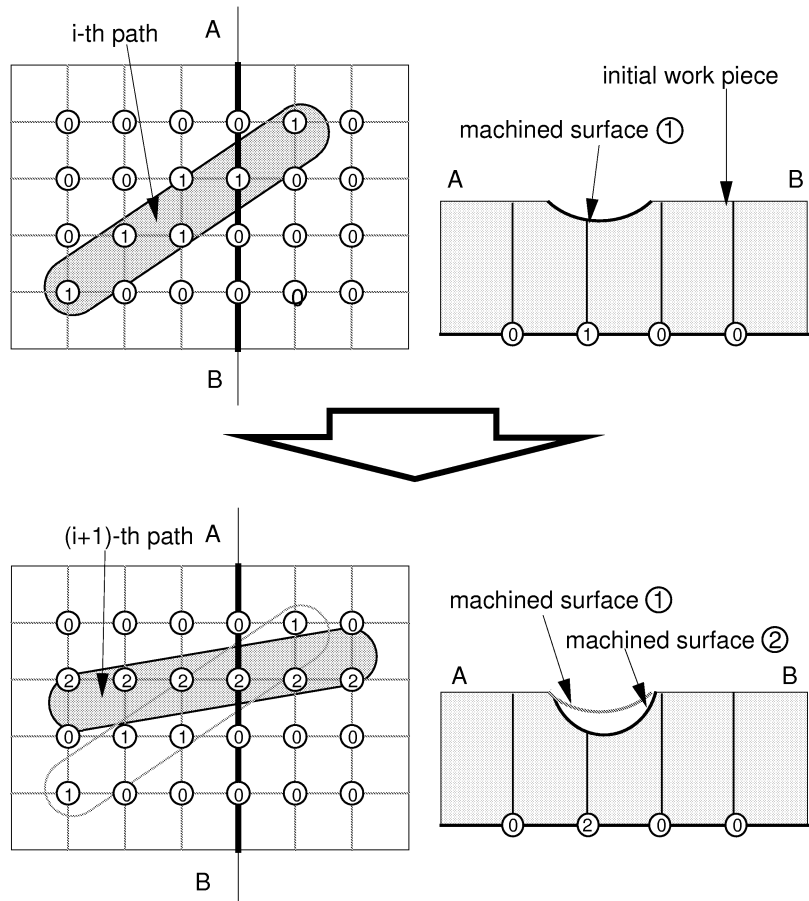 A
i-th path
0 0 0 0 1 0
0 0 1 1 0 0
0 1 1 0 0 0
1 0 0 0 0 0
B
initial work piece
machined surface ①
A B
0 1 0 0
A
(i+1)-th path
0 0 0 0 1 0
2 2 2 2 2 2
0 1 1 0 0 0
1 0 0 0 0 0
B
machined surface ①
machined surface ②
A B
0 2 0 0